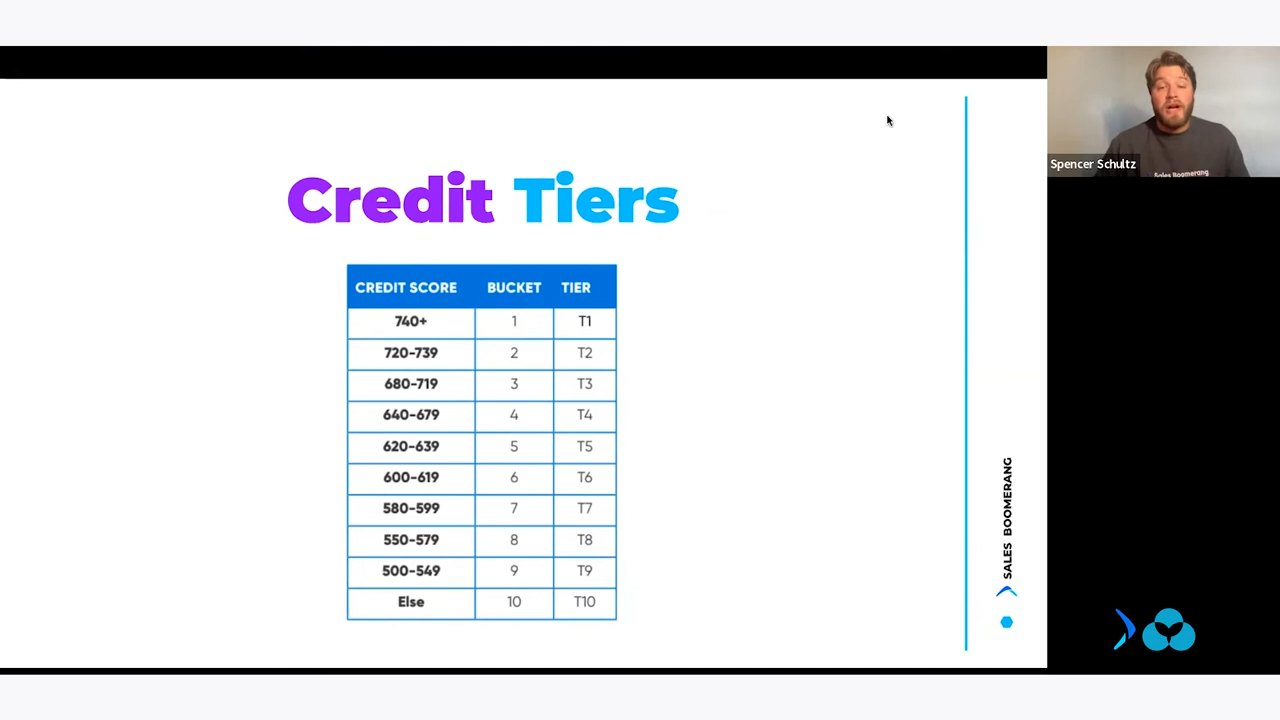 Credit Tiers
CREDIT SCORE BUCKET TIER
740+ 1 T1
720-739 2 T2
680-719 3 T3
640-679 4 T4
620-639 5 T5
600-619 6 T6
580-599 7 T7
550-579 8 T8
500-549 9 T9
Else 10 T10
SALES BOOMERANG
Spencer Schultz
Sales Boomerang